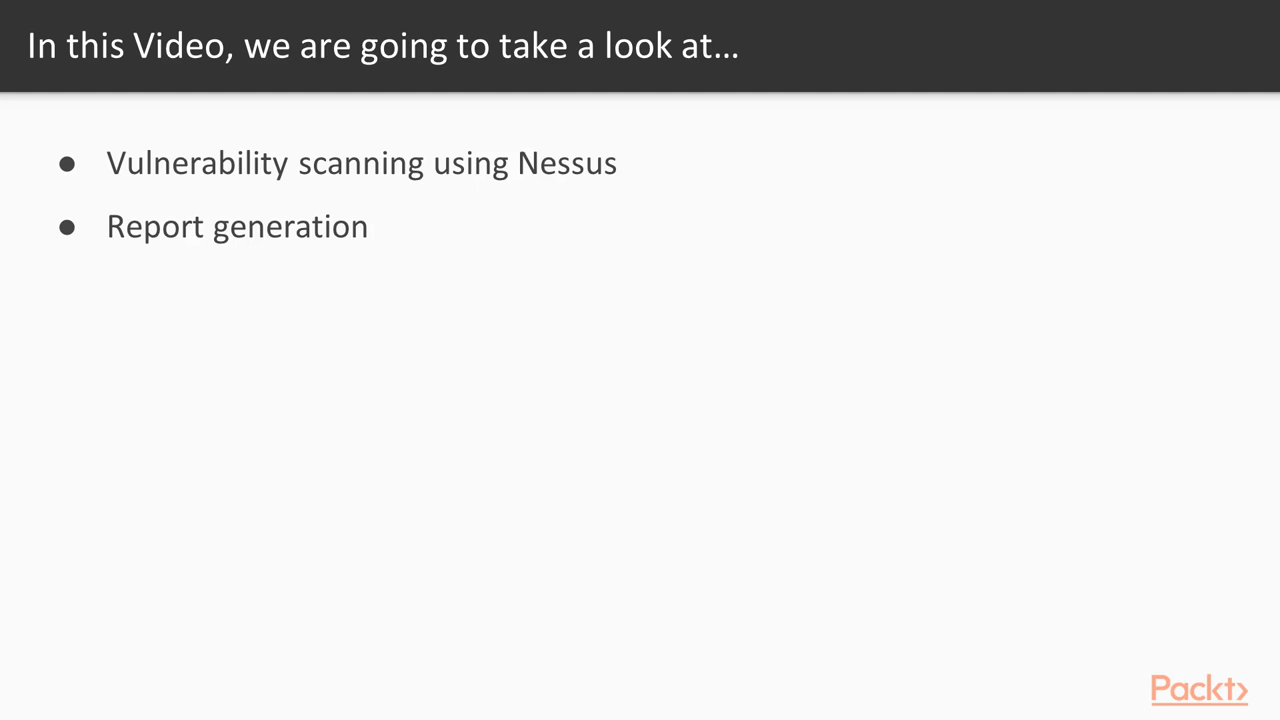 In this Video, we are going to take a look at...
● Vulnerability scanning using Nessus
● Report generation
Packt>